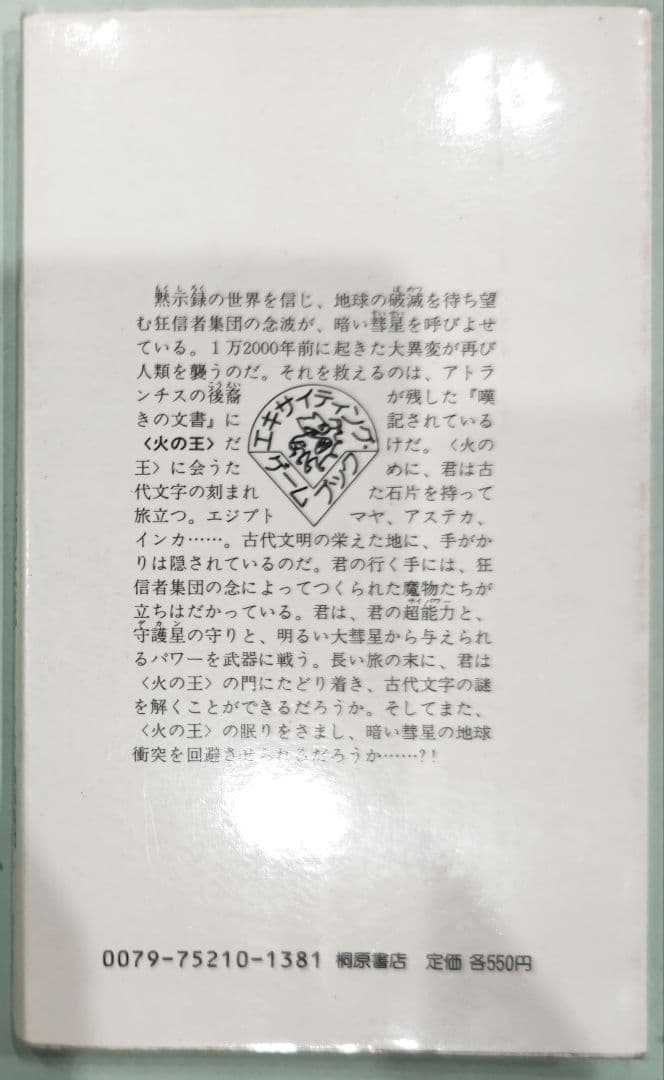 黙示録の世界を信じ、地球の破滅を待ち望
む狂信者集団の念波が、暗い彗星を呼びよせ
ている。1万2000年前に起きた大異変が再び
人類を襲うのだ。それを救えるのは、アトラ
ンチスの後裔が残した『嘆
きの文書』に記されている
〈火の王〉だけだ。〈火の
王〉に会うために、君は古
代文字の刻まれた石片を持って
旅立つ。エジプト マヤ、アステカ、
インカ……。古代文明の栄えた地に、手がか
りは隠されているのだ。君の行く手には、狂
信者集団の念によってつくられた魔物たちが
立ちはだかっている。君は、君の超能力と、
守護星の守りと、明るい大彗星から与えられ
るパワーを武器に戦う。長い旅の末に、君は
〈火の王〉の門にたどり着き、古代文字の謎
を解くことができるだろうか。そしてまた、
〈火の王〉の眠りをさまし、暗い彗星の地球
衝突を回避させられるだろうか……?!
エキサイティング・
ゲーム
ブック
0079-75210-1381 桐原書店 定価 各550円